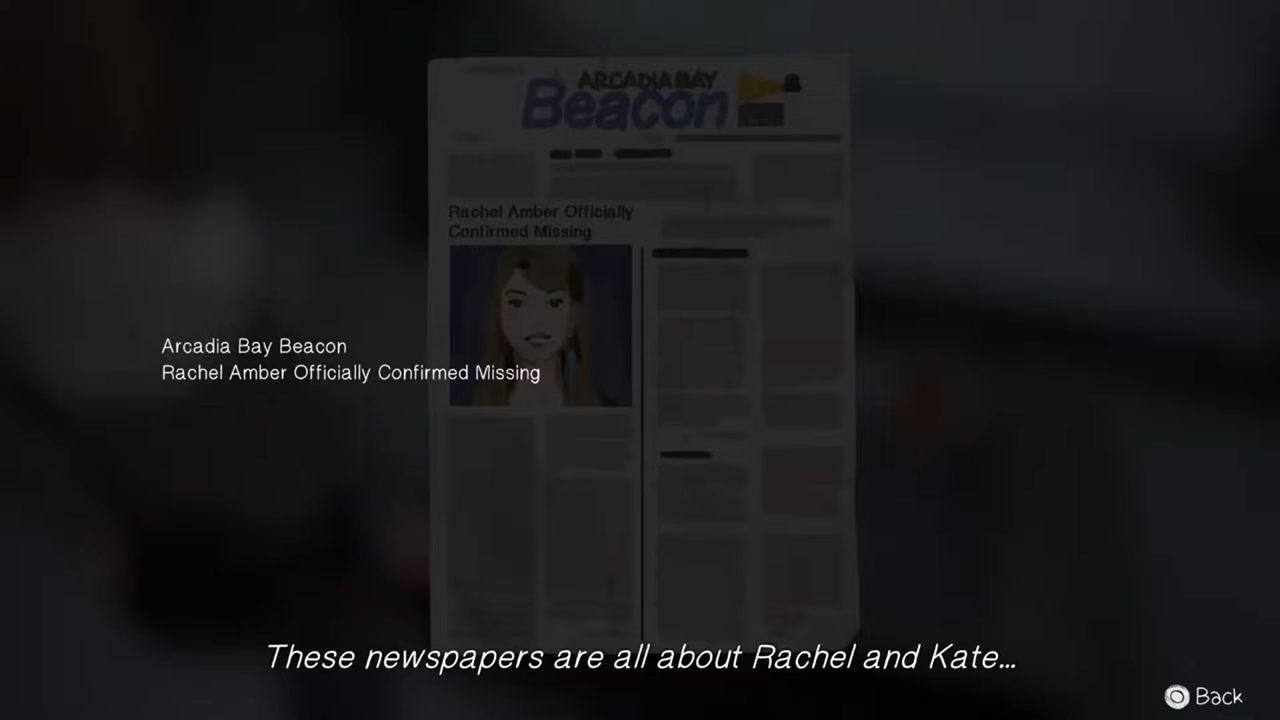 ARCADIA BAY
Beacon
Rachel Amber Officially
Confirmed Missing
Arcadia Bay Beacon
Rachel Amber Officially Confirmed Missing
These newspapers are all about Rachel and Kate...
Back